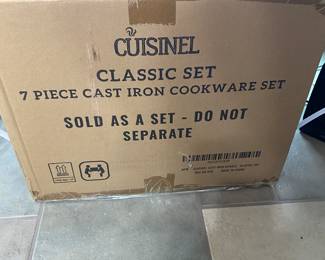 CUISINEL
CLASSIC SET
7 PIECE CAST IRON COOKWARE SET
SOLD AS A SET - DO NOT
SEPARATE